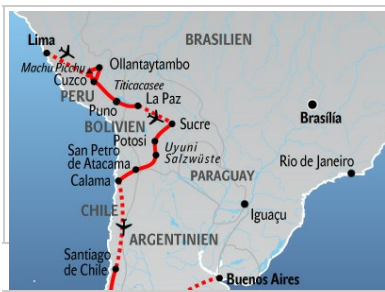 Lima
BRASILIEN
Ollantaytambo
Machu Picchu
Cuzco
Titicacasee
PERU
La Paz
Puno
Brasília
BOLIVIEN
Sucre
Potosi
Uyuni
Salzwüste
San Petro
de Atacama
Rio de Janeiro
Calama
PARAGUAY
CHILE
Iguaçu
ARGENTINIEN
Santiago
de Chile
Buenos Aires